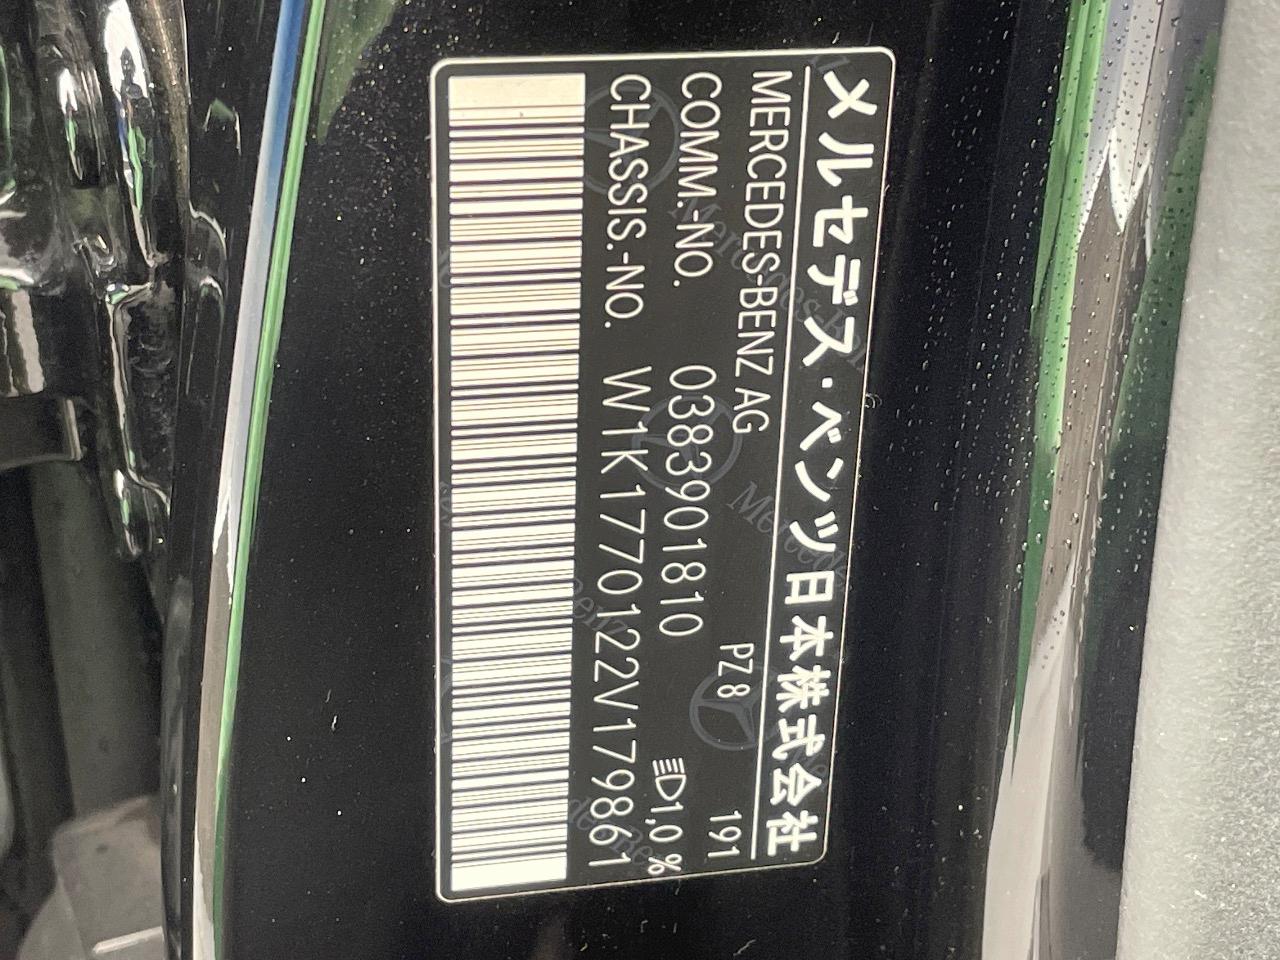 メルセデス・ベンツ日本株式会社
MERCEDES-BENZ AG PZ8 191
COMM.-NO. 0383901810 1,0 %
CHASSIS.-NO. W1K1770122V179861